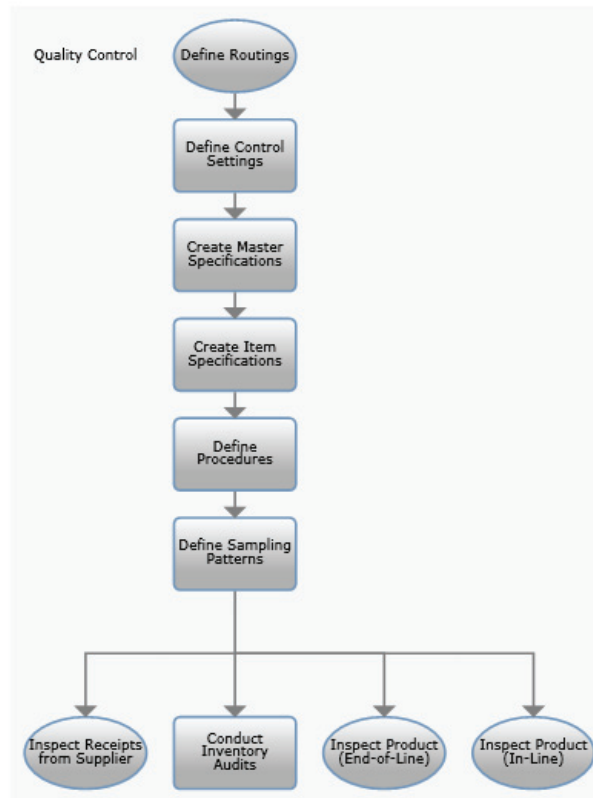 Quality Control
Define Routings
Define Control
Settings
Create Master
Specifications
Create Item
Specifications
Define
Procedures
Define Sampling
Patterns
Inspect Receipts
from Supplier
Conduct
Inventory
Audits
Inspect Product
(End-of-Line)
Inspect Product
(In-Line)